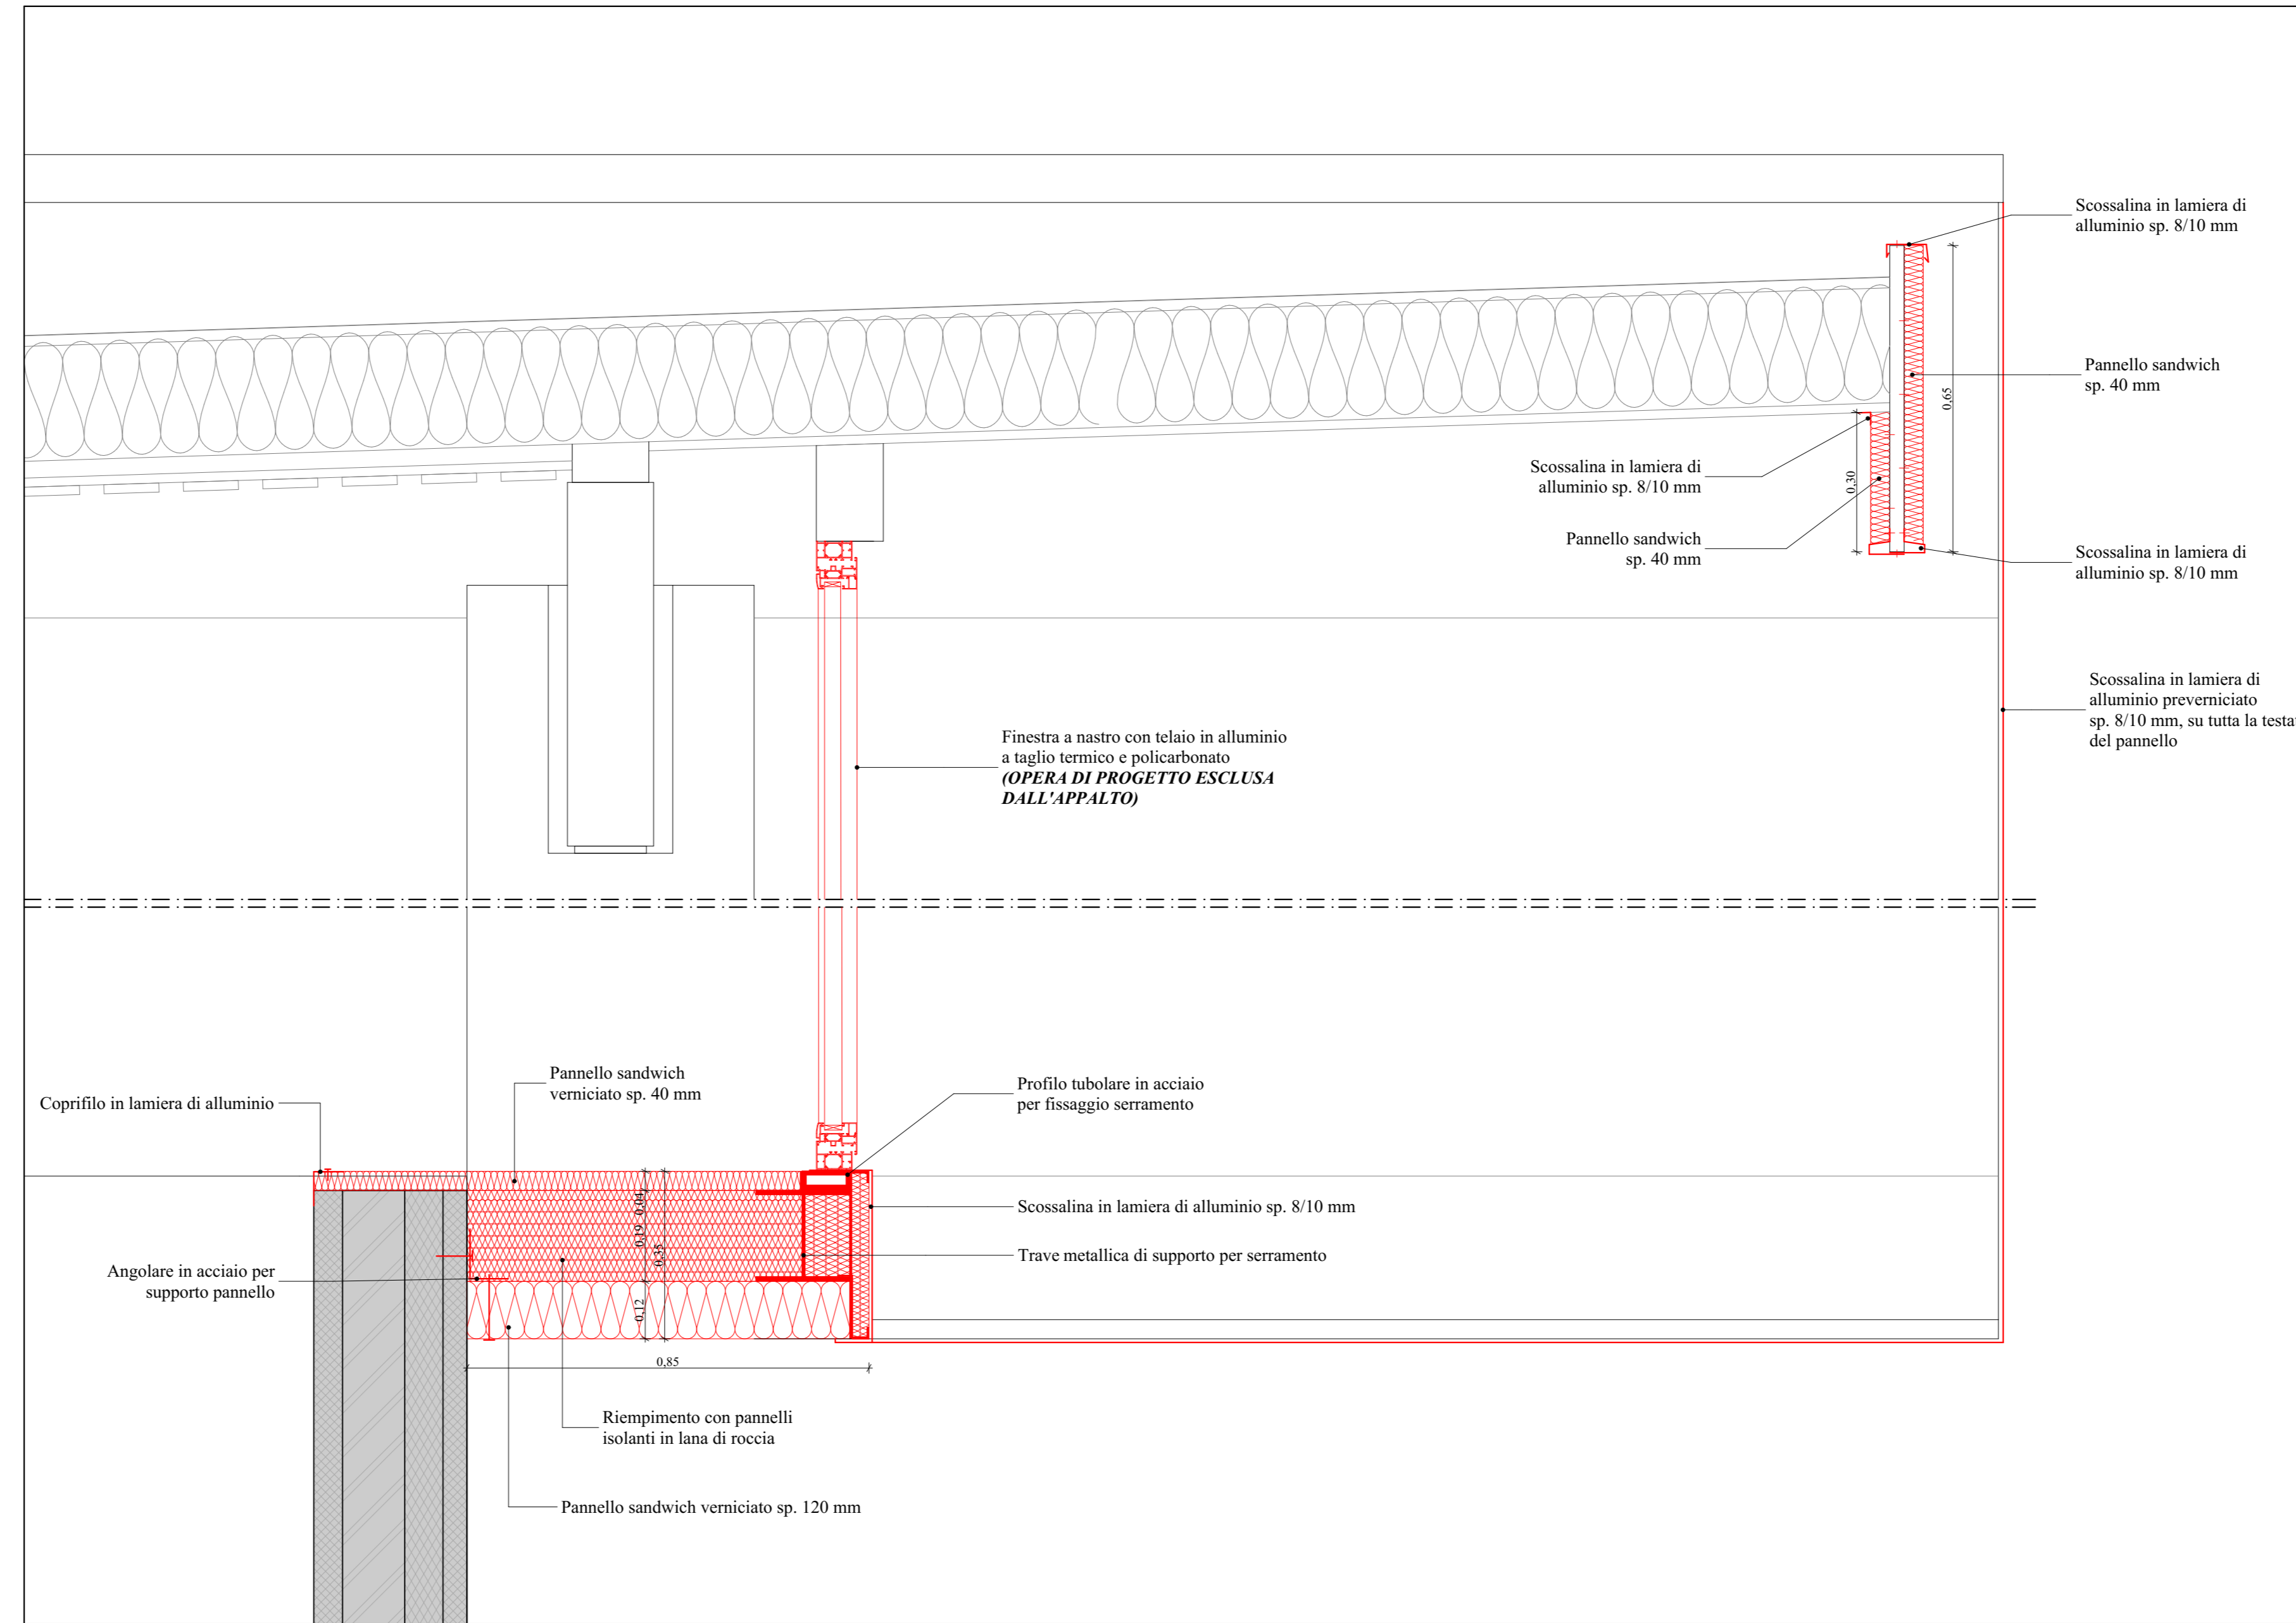 Scossalina in lamiera di
alluminio sp. 8/10 mm
Pannello sandwich
sp. 40 mm
0,65
Scossalina in lamiera di
alluminio sp. 8/10 mm
0,30
Pannello sandwich
sp. 40 mm
Scossalina in lamiera di
alluminio sp. 8/10 mm
Scossalina in lamiera di
alluminio preverniciato
sp. 8/10 mm, su tutta la testa
del pannello
Finestra a nastro con telaio in alluminio
a taglio termico e policarbonato
(OPERA DI PROGETTO ESCLUSA
DALL'APPALTO)
Pannello sandwich
verniciato sp. 40 mm
Coprifilo in lamiera di alluminio
Profilo tubolare in acciaio
per fissaggio serramento
0,04
0,19
0,35
0,12
Scossalina in lamiera di alluminio sp. 8/10 mm
Trave metallica di supporto per serramento
Angolare in acciaio per
supporto pannello
0,85
Riempimento con pannelli
isolanti in lana di roccia
Pannello sandwich verniciato sp. 120 mm